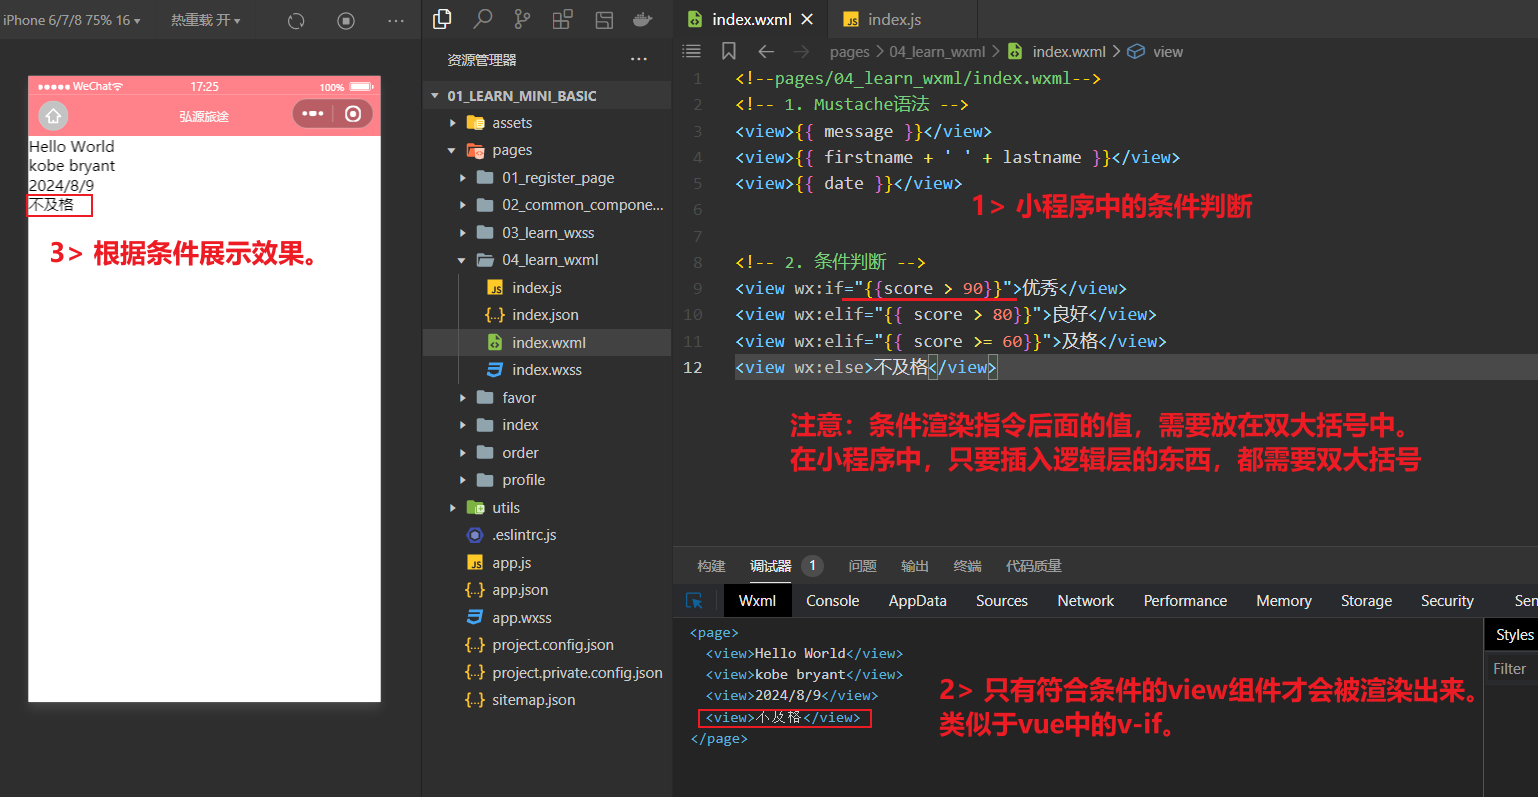 iPhone 6/7/8 75% 16
热重载 开
WeChat
17:25
100%
弘源旅途
Hello World
kobe bryant
2024/8/9
不及格
3> 根据条件展示效果。
资源管理器
01_LEARN_MINI_BASIC
assets
pages
01_register_page
02_common_compone...
03_learn_wxss
04_learn_wxml
index.js
index.json
index.wxml
index.wxss
favor
index
order
profile
utils
.eslintrc.js
app.js
app.json
app.wxss
project.config.json
project.private.config.json
sitemap.json
index.wxml
index.js
pages > 04_learn_wxml > index.wxml > view
1 <!--pages/04_learn_wxml/index.wxml-->
2 <!-- 1. Mustache语法 -->
3 <view>{{ message }}</view>
4 <view>{{ firstname + ' ' + lastname }}</view>
5 <view>{{ date }}</view>
6
7
8 <!-- 2. 条件判断 -->
9 <view wx:if="{{score > 90}}">优秀</view>
10 <view wx:elif="{{ score > 80}}">良好</view>
11 <view wx:elif="{{ score >= 60}}">及格</view>
12 <view wx:else>不及格</view>
1> 小程序中的条件判断
注意：条件渲染指令后面的值，需要放在双大括号中。
在小程序中，只要插入逻辑层的东西，都需要双大括号
构建 调试器 1 问题 输出 终端 代码质量
Wxml Console AppData Sources Network Performance Memory Storage Security Sen
<page>
<view>Hello World</view>
<view>kobe bryant</view>
<view>2024/8/9</view>
<view>不及格</view>
</page>
Styles
Filter
2> 只有符合条件的view组件才会被渲染出来。
类似于vue中的v-if。